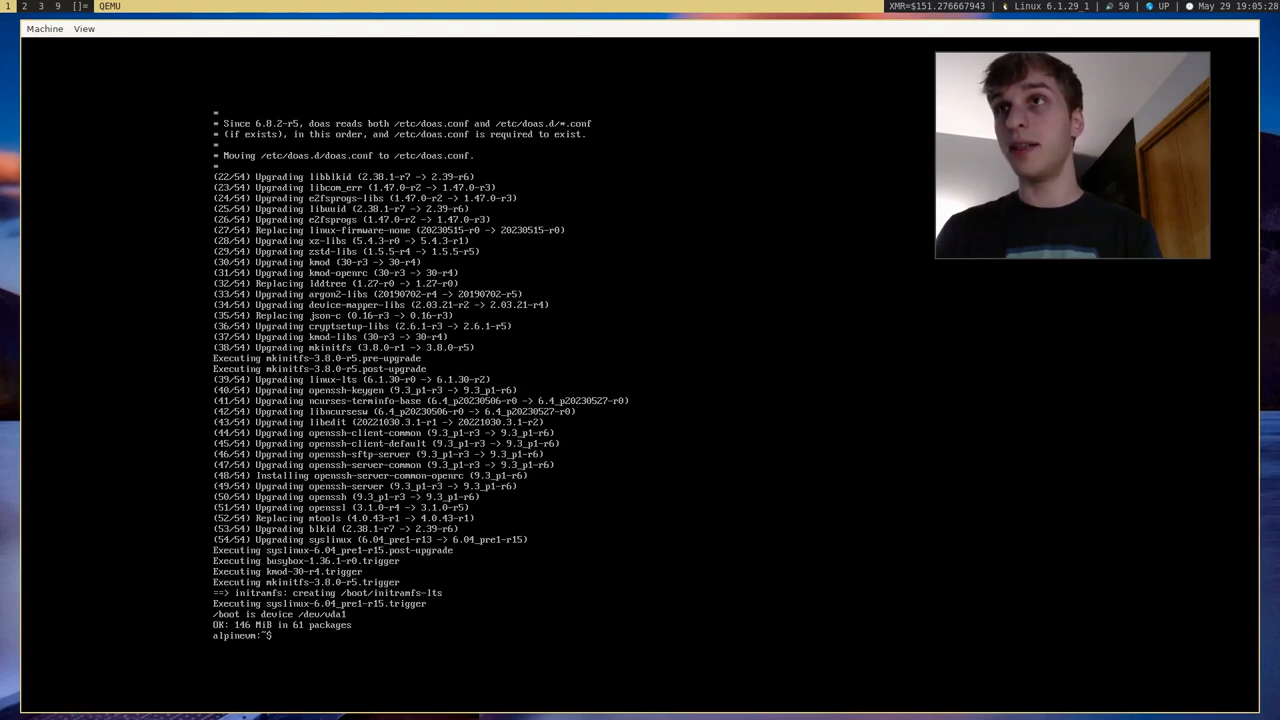 1 2 3 9 []= QEMU XMR=$151.276667943 | Linux 6.1.29_1 | 50 | UP | May 29 19:05:28
Machine View
*
* Since 6.8.2-r5, doas reads both /etc/doas.conf and /etc/doas.d/*.conf
* (if exists), in this order, and /etc/doas.conf is required to exist.
*
* Moving /etc/doas.d/doas.conf to /etc/doas.conf.
*
(22/54) Upgrading libblkid (2.38.1-r7 -> 2.39-r6)
(23/54) Upgrading libcom_err (1.47.0-r2 -> 1.47.0-r3)
(24/54) Upgrading e2fsprogs-libs (1.47.0-r2 -> 1.47.0-r3)
(25/54) Upgrading libuuid (2.38.1-r7 -> 2.39-r6)
(26/54) Upgrading e2fsprogs (1.47.0-r2 -> 1.47.0-r3)
(27/54) Replacing linux-firmware-none (20230515-r0 -> 20230515-r0)
(28/54) Upgrading xz-libs (5.4.3-r0 -> 5.4.3-r1)
(29/54) Upgrading zstd-libs (1.5.5-r4 -> 1.5.5-r5)
(30/54) Upgrading kmod (30-r3 -> 30-r4)
(31/54) Upgrading kmod-openrc (30-r3 -> 30-r4)
(32/54) Replacing lddtree (1.27-r0 -> 1.27-r0)
(33/54) Upgrading argon2-libs (20190702-r4 -> 20190702-r5)
(34/54) Upgrading device-mapper-libs (2.03.21-r2 -> 2.03.21-r4)
(35/54) Replacing json-c (0.16-r3 -> 0.16-r3)
(36/54) Upgrading cryptsetup-libs (2.6.1-r3 -> 2.6.1-r5)
(37/54) Upgrading kmod-libs (30-r3 -> 30-r4)
(38/54) Upgrading mkinitfs (3.8.0-r1 -> 3.8.0-r5)
Executing mkinitfs-3.8.0-r5.pre-upgrade
Executing mkinitfs-3.8.0-r5.post-upgrade
(39/54) Upgrading linux-lts (6.1.30-r0 -> 6.1.30-r2)
(40/54) Upgrading openssh-keygen (9.3_p1-r3 -> 9.3_p1-r6)
(41/54) Upgrading ncurses-terminfo-base (6.4_p20230506-r0 -> 6.4_p20230527-r0)
(42/54) Upgrading libncursesw (6.4_p20230506-r0 -> 6.4_p20230527-r0)
(43/54) Upgrading libedit (20221030.3.1-r1 -> 20221030.3.1-r2)
(44/54) Upgrading openssh-client-common (9.3_p1-r3 -> 9.3_p1-r6)
(45/54) Upgrading openssh-client-default (9.3_p1-r3 -> 9.3_p1-r6)
(46/54) Upgrading openssh-sftp-server (9.3_p1-r3 -> 9.3_p1-r6)
(47/54) Upgrading openssh-server-common (9.3_p1-r3 -> 9.3_p1-r6)
(48/54) Installing openssh-server-common-openrc (9.3_p1-r6)
(49/54) Upgrading openssh-server (9.3_p1-r3 -> 9.3_p1-r6)
(50/54) Upgrading openssh (9.3_p1-r3 -> 9.3_p1-r6)
(51/54) Upgrading openssl (3.1.0-r4 -> 3.1.0-r5)
(52/54) Replacing mtools (4.0.43-r1 -> 4.0.43-r1)
(53/54) Upgrading blkid (2.38.1-r7 -> 2.39-r6)
(54/54) Upgrading syslinux (6.04_pre1-r13 -> 6.04_pre1-r15)
Executing syslinux-6.04_pre1-r15.post-upgrade
Executing busybox-1.36.1-r0.trigger
Executing kmod-30-r4.trigger
Executing mkinitfs-3.8.0-r5.trigger
==> initramfs: creating /boot/initramfs-lts
Executing syslinux-6.04_pre1-r15.trigger
/boot is device /dev/vda1
OK: 146 MiB in 61 packages
alpinevm:~$